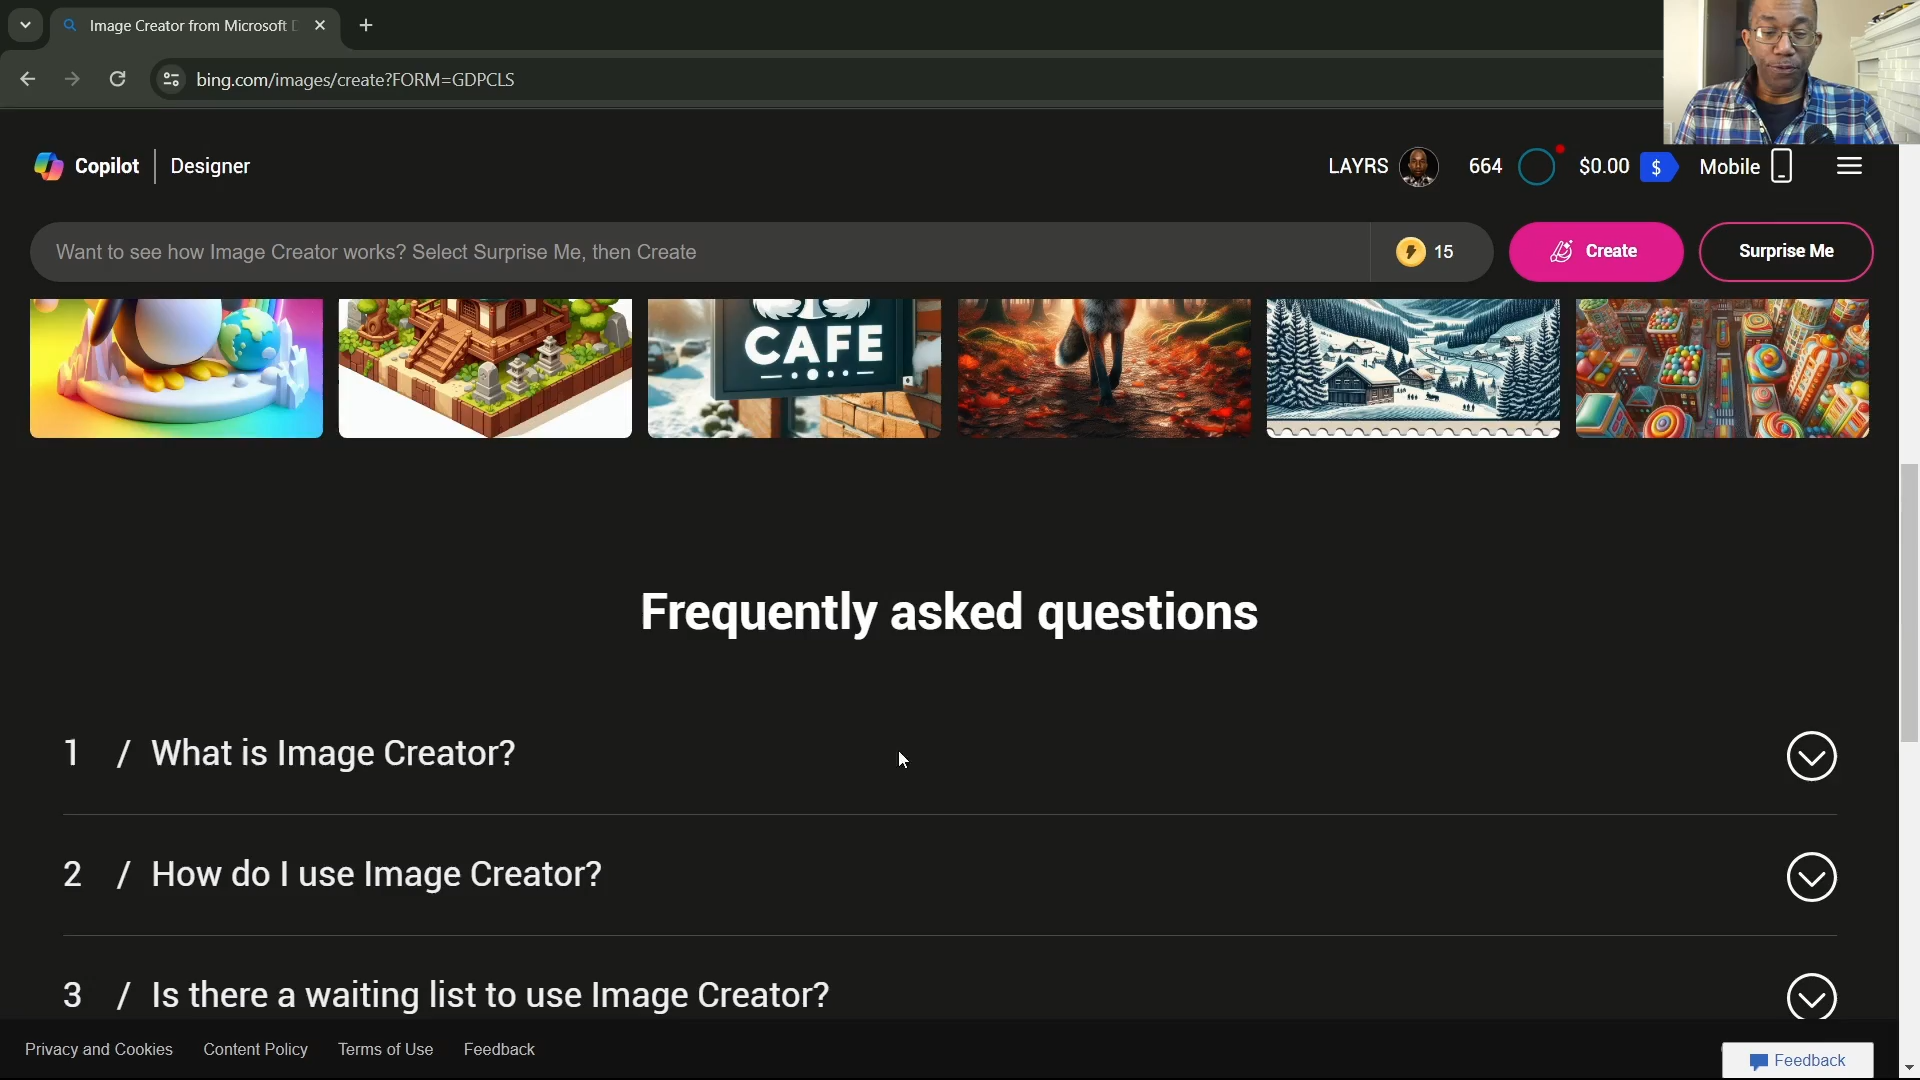 Image Creator from Microsoft D
bing.com/images/create?FORM=GDPCLS
Copilot | Designer
LAYRS 664 $0.00 $ Mobile
Want to see how Image Creator works? Select Surprise Me, then Create
15
Create
Surprise Me
CAFE
Frequently asked questions
1 / What is Image Creator?
2 / How do I use Image Creator?
3 / Is there a waiting list to use Image Creator?
Privacy and Cookies Content Policy Terms of Use Feedback
Feedback